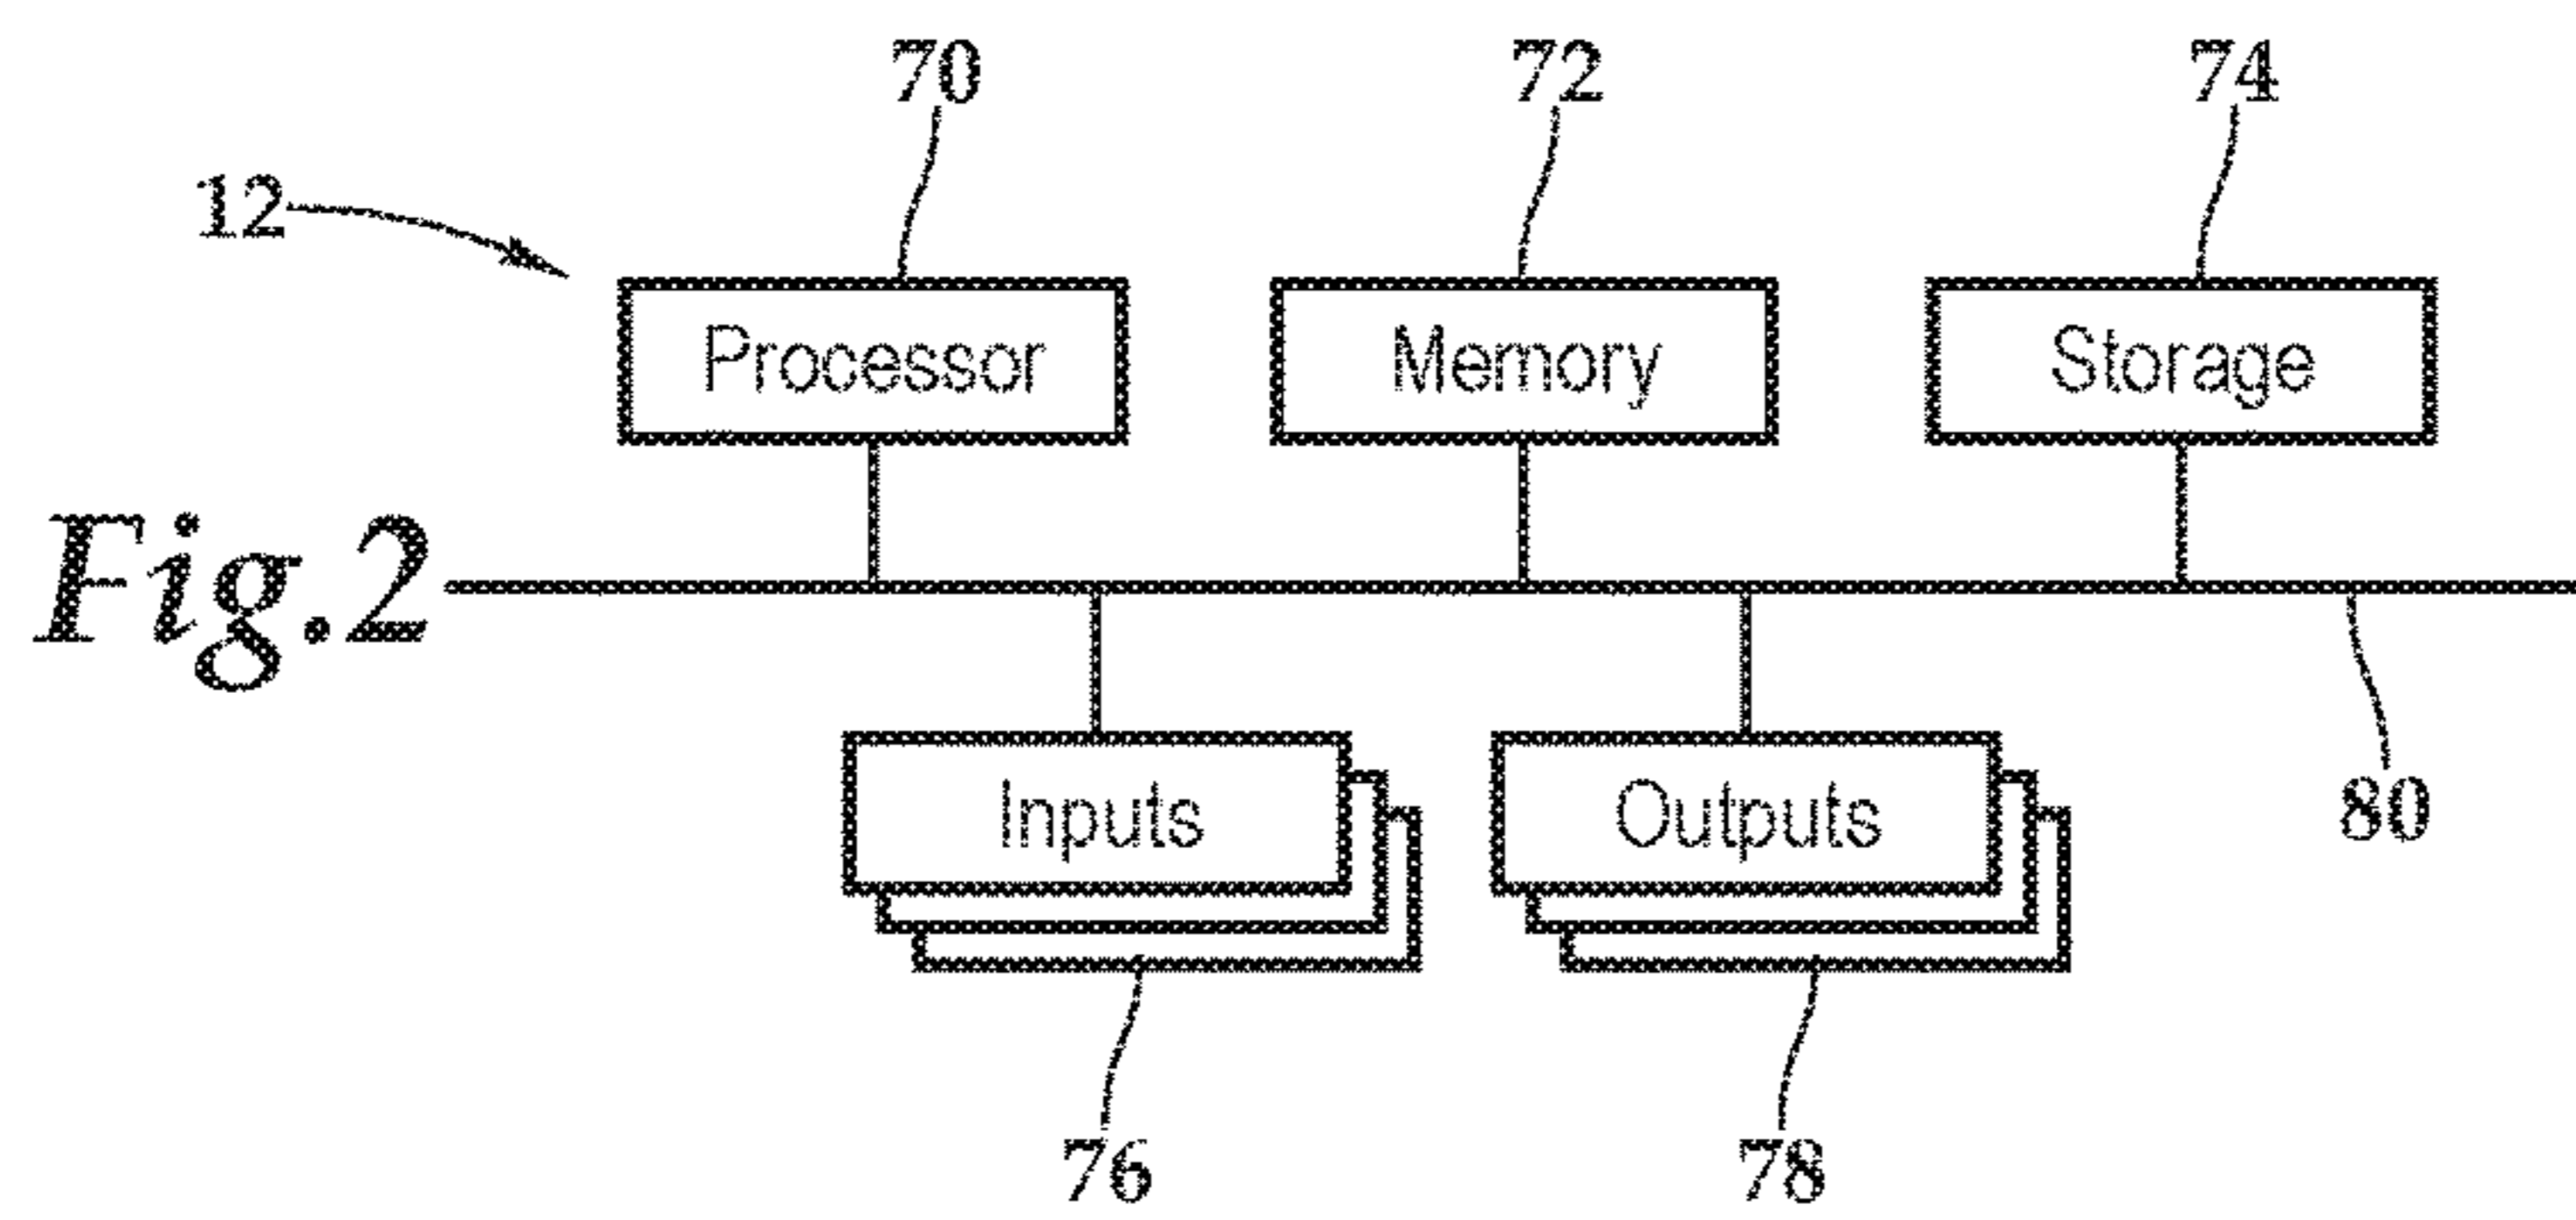 70 72 74
12
Processor Memory Storage
Fig.2
Inputs Outputs 80
76 78